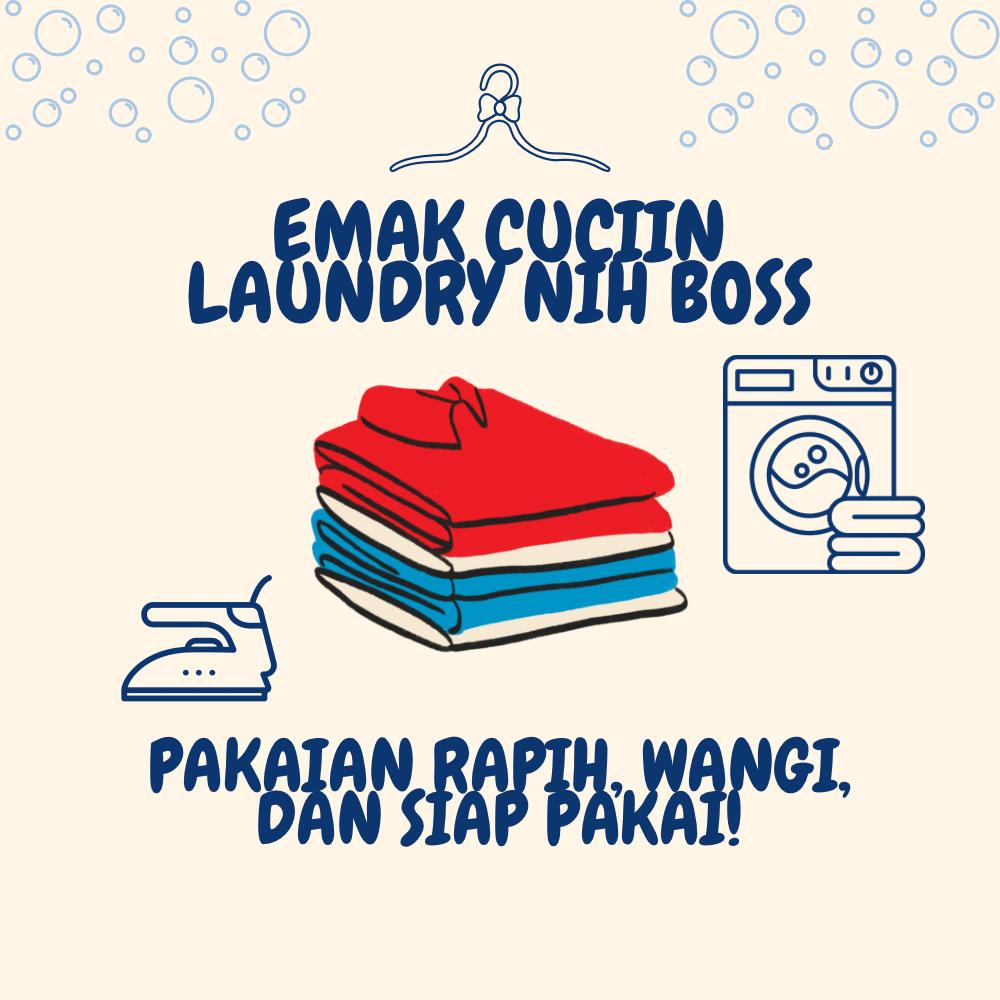 EMAK CUCIIN
LAUNDRY NIH BOSS
PAKAIAN RAPIH, WANGI,
DAN SIAP PAKAI!